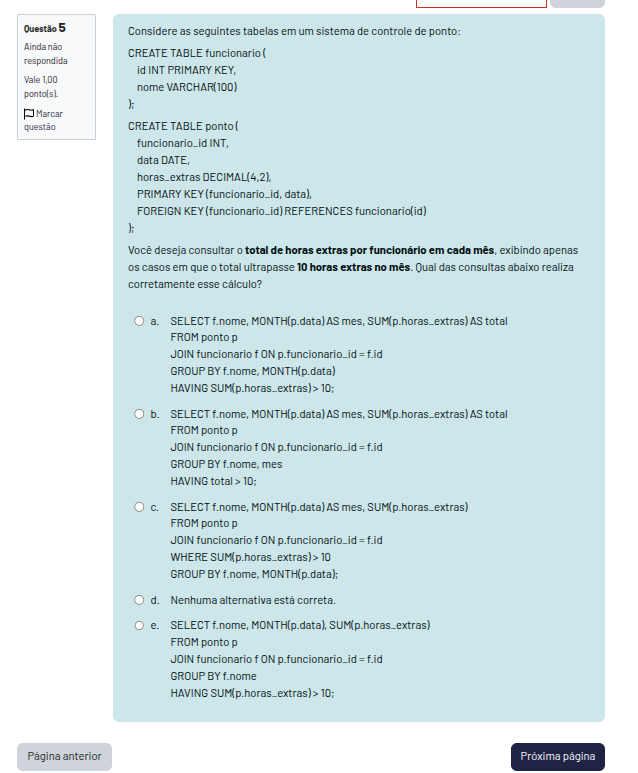 Questão 5
Ainda não
respondida
Vale 1,00
ponto(s).
Marcar
questão
Considere as seguintes tabelas em um sistema de controle de ponto:
CREATE TABLE funcionario (
id INT PRIMARY KEY,
nome VARCHAR(100)
);
CREATE TABLE ponto (
funcionario_id INT,
data DATE,
horas_extras DECIMAL(4,2),
PRIMARY KEY (funcionario_id, data),
FOREIGN KEY (funcionario_id) REFERENCES funcionario(id)
);
Você deseja consultar o total de horas extras por funcionário em cada mês, exibindo apenas
os casos em que o total ultrapasse 10 horas extras no mês. Qual das consultas abaixo realiza
corretamente esse cálculo?
a. SELECT f.nome, MONTH(p.data) AS mes, SUM(p.horas_extras) AS total
FROM ponto p
JOIN funcionario f ON p.funcionario_id = f.id
GROUP BY f.nome, MONTH(p.data)
HAVING SUM(p.horas_extras) > 10;
b. SELECT f.nome, MONTH(p.data) AS mes, SUM(p.horas_extras) AS total
FROM ponto p
JOIN funcionario f ON p.funcionario_id = f.id
GROUP BY f.nome, mes
HAVING total > 10;
c. SELECT f.nome, MONTH(p.data) AS mes, SUM(p.horas_extras)
FROM ponto p
JOIN funcionario f ON p.funcionario_id = f.id
WHERE SUM(p.horas_extras) > 10
GROUP BY f.nome, MONTH(p.data);
d. Nenhuma alternativa está correta.
e. SELECT f.nome, MONTH(p.data), SUM(p.horas_extras)
FROM ponto p
JOIN funcionario f ON p.funcionario_id = f.id
GROUP BY f.nome
HAVING SUM(p.horas_extras) > 10;
Página anterior
Próxima página